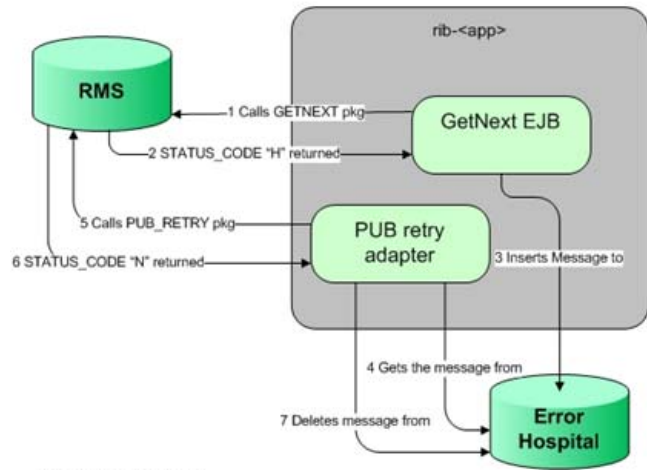 rib-<app>
RMS
1 Calls GETNEXT pkg
GetNext EJB
2 STATUS_CODE "H" returned
5 Calls PUB_RETRY pkg
PUB retry
adapter
6 STATUS_CODE "N" returned
3 Inserts Message to
4 Gets the message from
7 Deletes message from
Error
Hospital